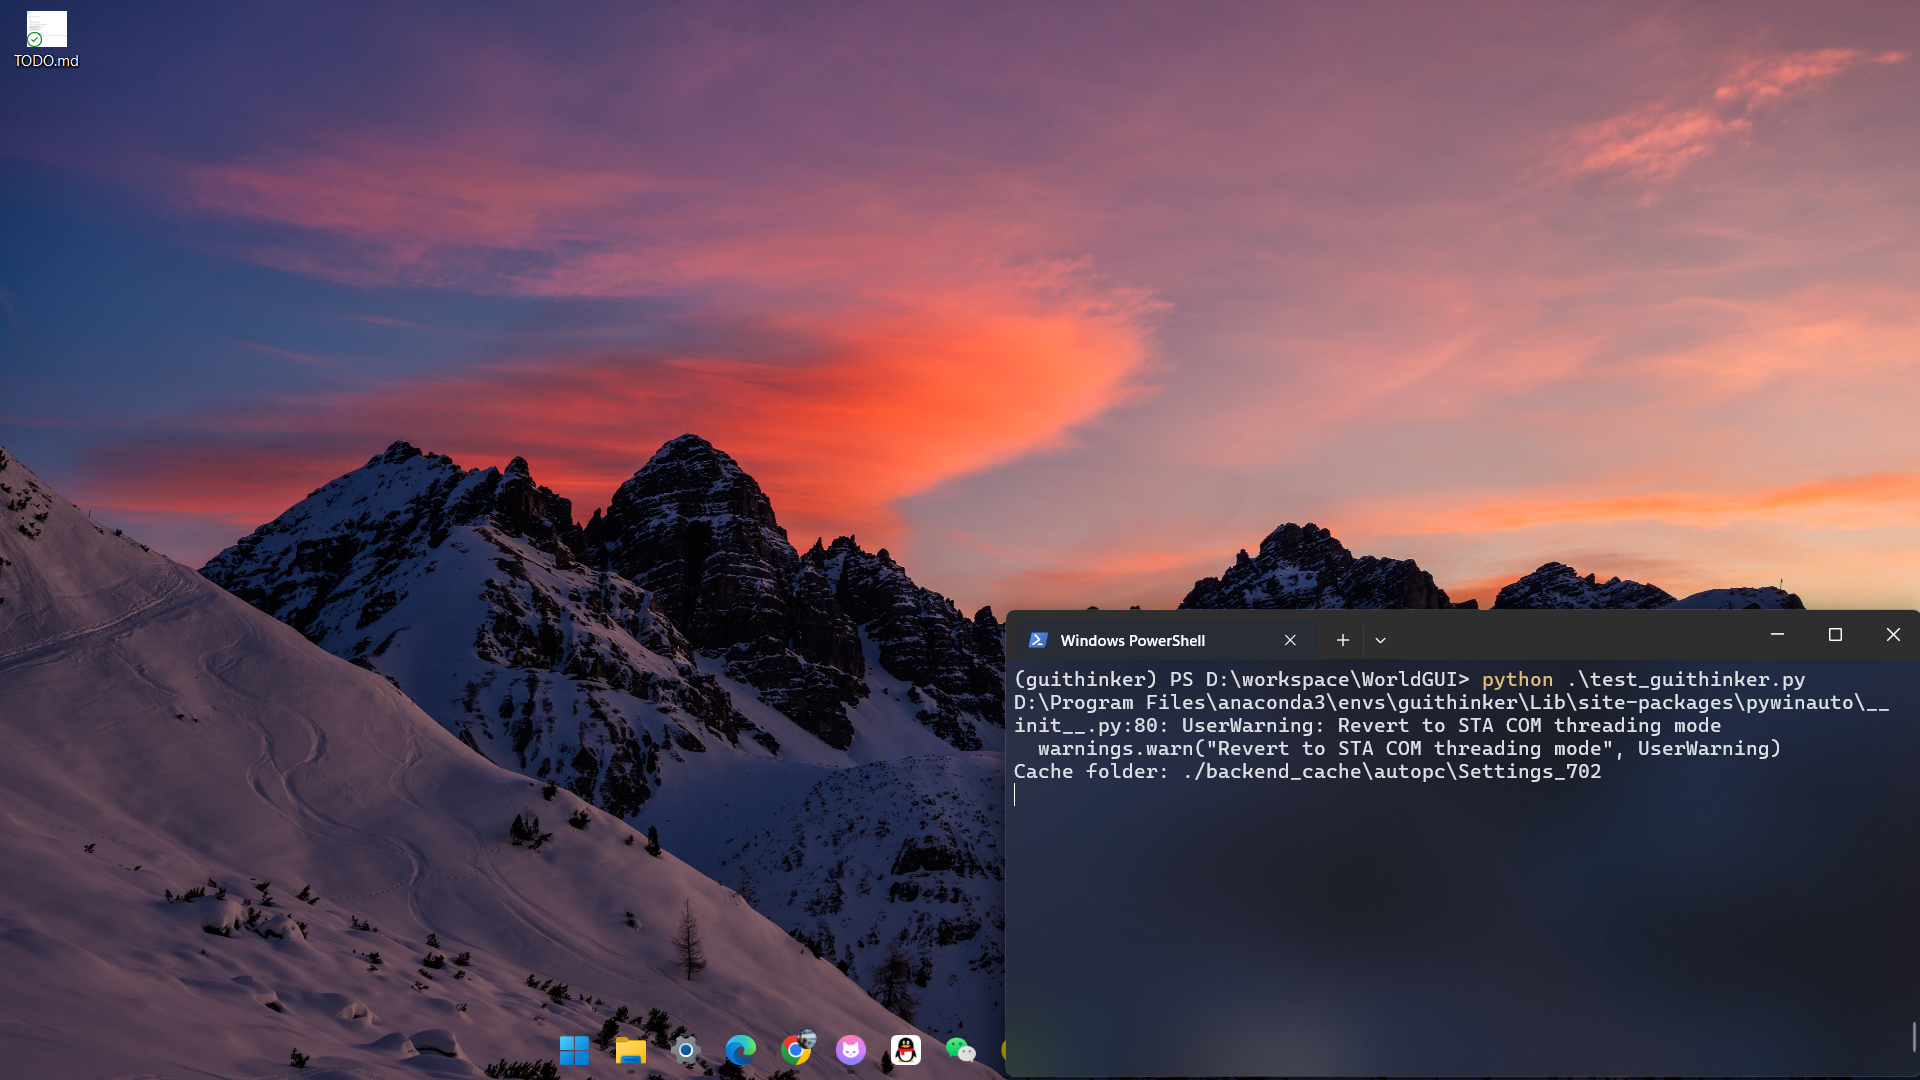 TODO.md
Windows PowerShell
(guithinker) PS D:\workspace\WorldGUI> python .\test_guithinker.py
D:\Program Files\anaconda3\envs\guithinker\Lib\site-packages\pywinauto\__
init__.py:80: UserWarning: Revert to STA COM threading mode
  warnings.warn("Revert to STA COM threading mode", UserWarning)
Cache folder: ./backend_cache\autopc\Settings_702